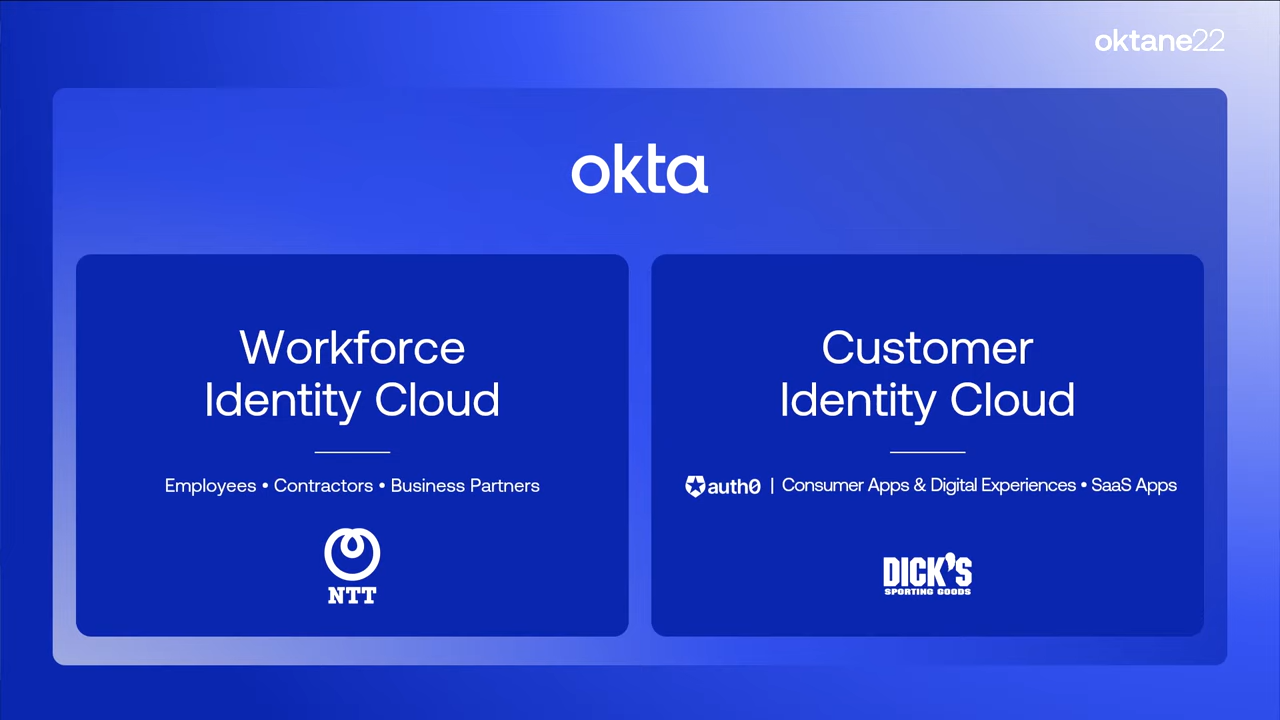 oktane22
okta
Workforce
Identity Cloud
Employees • Contractors • Business Partners
NTT
Customer
Identity Cloud
auth0 | Consumer Apps & Digital Experiences • SaaS Apps
DICK'S
SPORTING GOODS